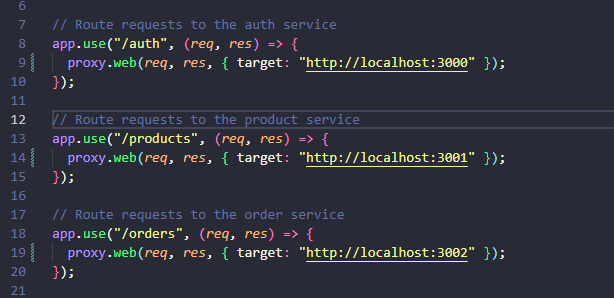 6
7 // Route requests to the auth service
8 app.use("/auth", (req, res) => {
9 proxy.web(req, res, { target: "http://localhost:3000" });
10 });
11
12 // Route requests to the product service
13 app.use("/products", (req, res) => {
14 proxy.web(req, res, { target: "http://localhost:3001" });
15 });
16
17 // Route requests to the order service
18 app.use("/orders", (req, res) => {
19 proxy.web(req, res, { target: "http://localhost:3002" });
20 });
21